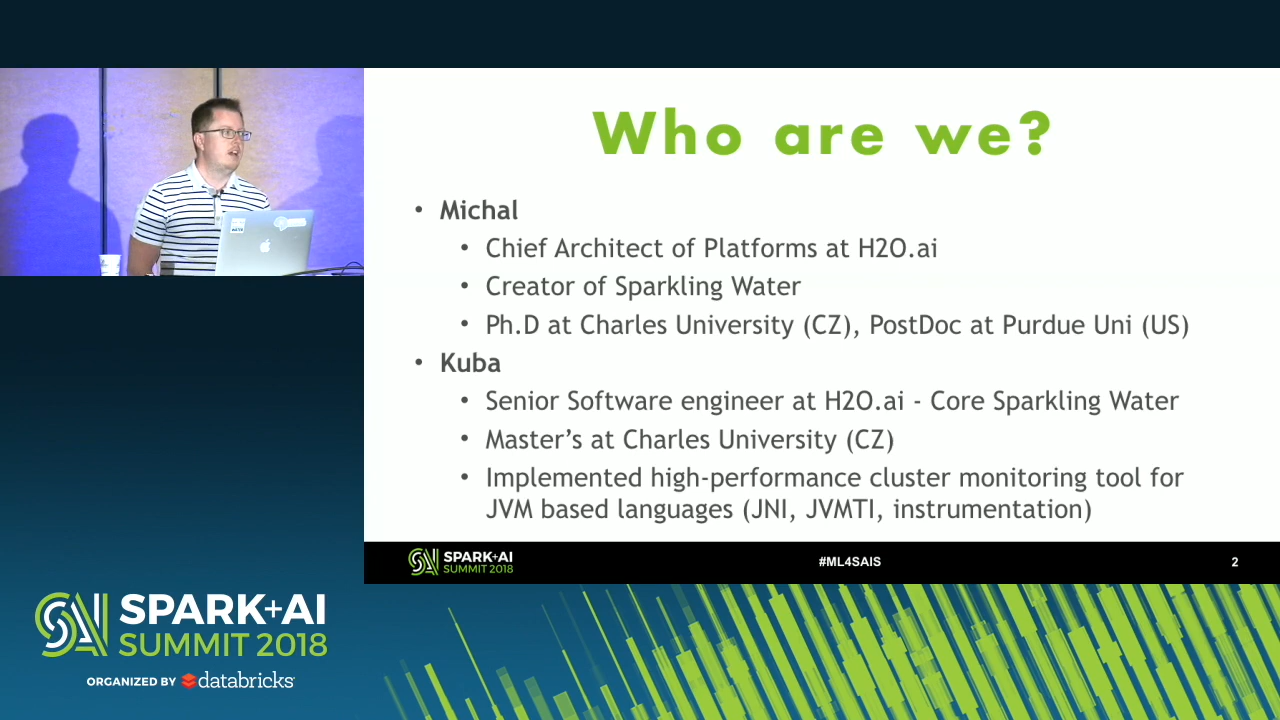 Who are we?
• Michal
• Chief Architect of Platforms at H2O.ai
• Creator of Sparkling Water
• Ph.D at Charles University (CZ), PostDoc at Purdue Uni (US)
• Kuba
• Senior Software engineer at H2O.ai - Core Sparkling Water
• Master's at Charles University (CZ)
• Implemented high-performance cluster monitoring tool for
JVM based languages (JNI, JVMTI, instrumentation)
SPARK+AI
SUMMIT 2018
#ML4SAIS
2
SPARK+AI
SUMMIT 2018
ORGANIZED BY databricks